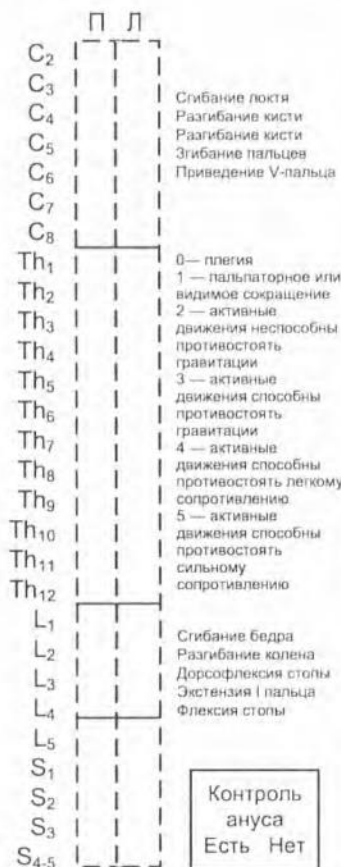 П Л
C2
C3
C4
C5
C6
C7
C8
Th1
Th2
Th3
Th4
Th5
Th6
Th7
Th8
Th9
Th10
Th11
Th12
L1
L2
L3
L4
L5
S1
S2
S3
S4-5
Сгибание локтя
Разгибание кисти
Разгибание кисти
Згибание пальцев
Приведение V-пальца
0— плегия
1 — пальпаторное или
видимое сокращение
2 — активные
движения неспособны
противостоять
гравитации
3 — активные
движения способны
противостоять
гравитации
4 — активные
движения способны
противостоять легкому
сопротивлению
5 — активные
движения способны
противостоять
сильному
сопротивлению
Сгибание бедра
Разгибание колена
Дорсофлексия стопы
Экстензия I пальца
Флексия стопы
Контроль
ануса
Есть Нет